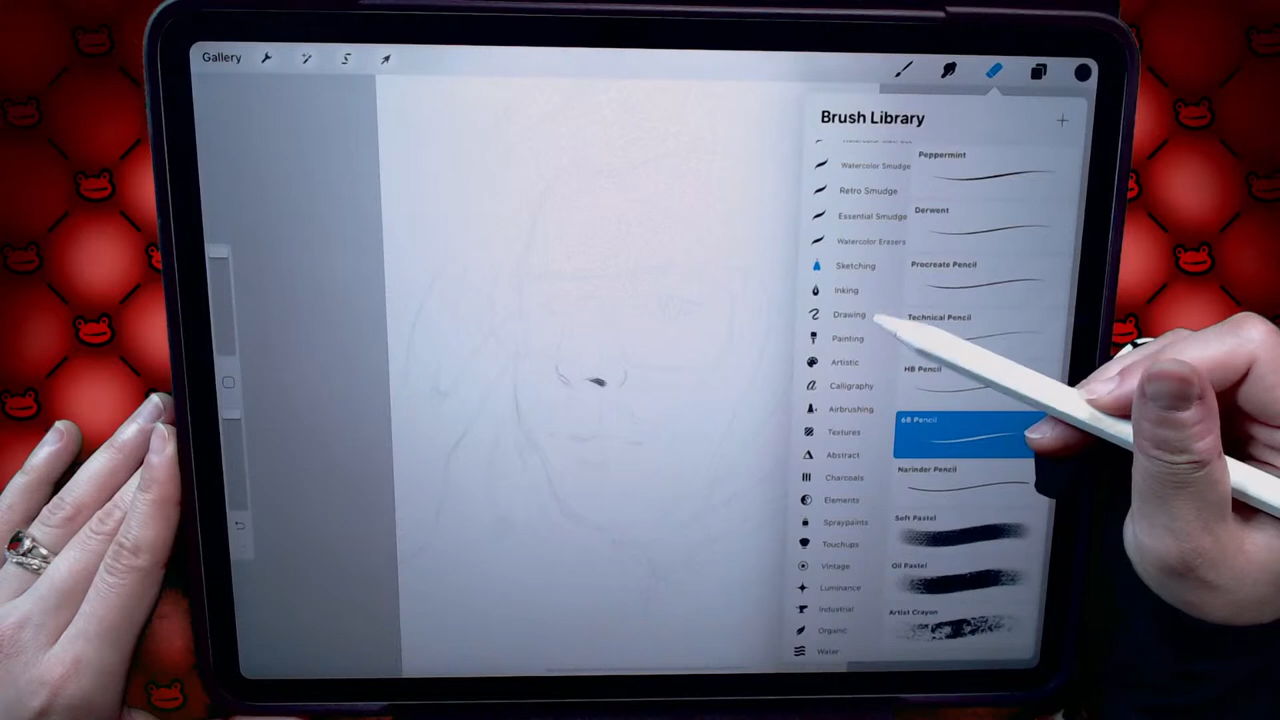 Gallery
Brush Library
Watercolor Smudge
Retro Smudge
Essential Smudge
Watercolor Erasers
Sketching
Inking
Drawing
Painting
Artistic
Calligraphy
Airbrushing
Textures
Abstract
Charcoals
Elements
Spraypaints
Touchups
Vintage
Luminance
Industrial
Organic
Water
Peppermint
Derwent
Procreate Pencil
Technical Pencil
HB Pencil
6B Pencil
Narinder Pencil
Soft Pastel
Oil Pastel
Artist Crayon